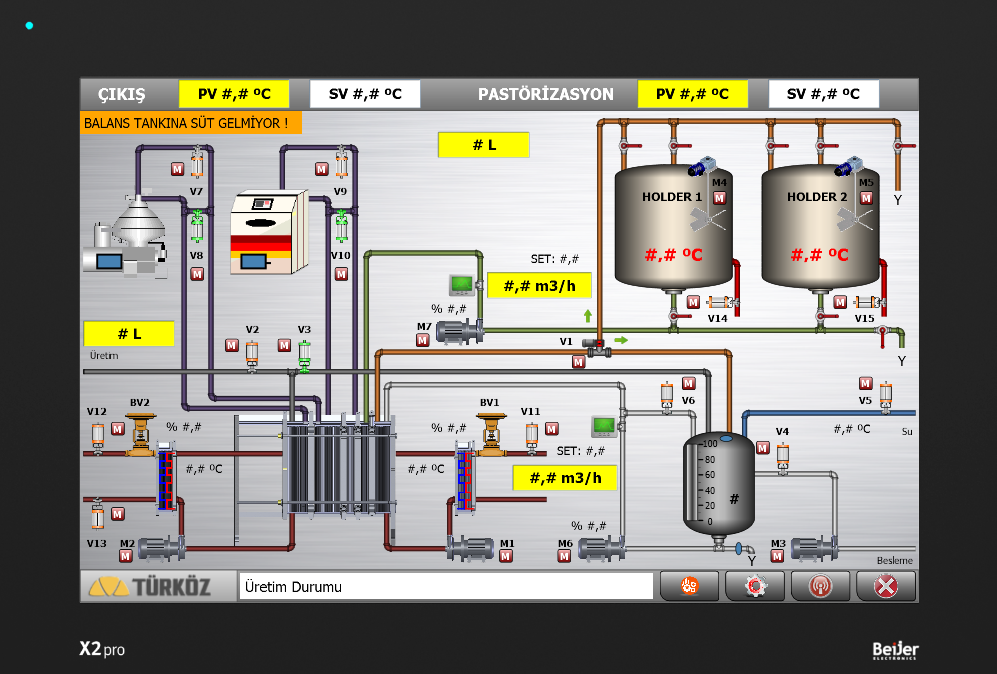 ÇIKIŞ
PV #,# ºC
SV #,# ºC
PASTÖRİZASYON
PV #,# ºC
SV #,# ºC
BALANS TANKINA SÜT GELMİYOR !
# L
M
V7
M
V9
V8
M
V10
M
HOLDER 1
M4
M
#,# ºC
HOLDER 2
M5
M
#,# ºC
Y
SET: #,#
#,# m3/h
% #,#
M7
M
M
V14
M
V15
Y
# L
Üretim
V2
M
V3
M
V1
M
V12
M
BV2
% #,#
#,# ºC
V13
M
M2
M
% #,#
BV1
V11
M
#,# ºC
M1
M
SET: #,#
#,# m3/h
% #,#
M6
M
M
V6
100
80
60
40
20
0
#
Y
M
V5
#,# ºC
Su
V4
M
M3
M
Besleme
TÜRKÖZ
Üretim Durumu
X2 pro
Beijer
ELECTRONICS